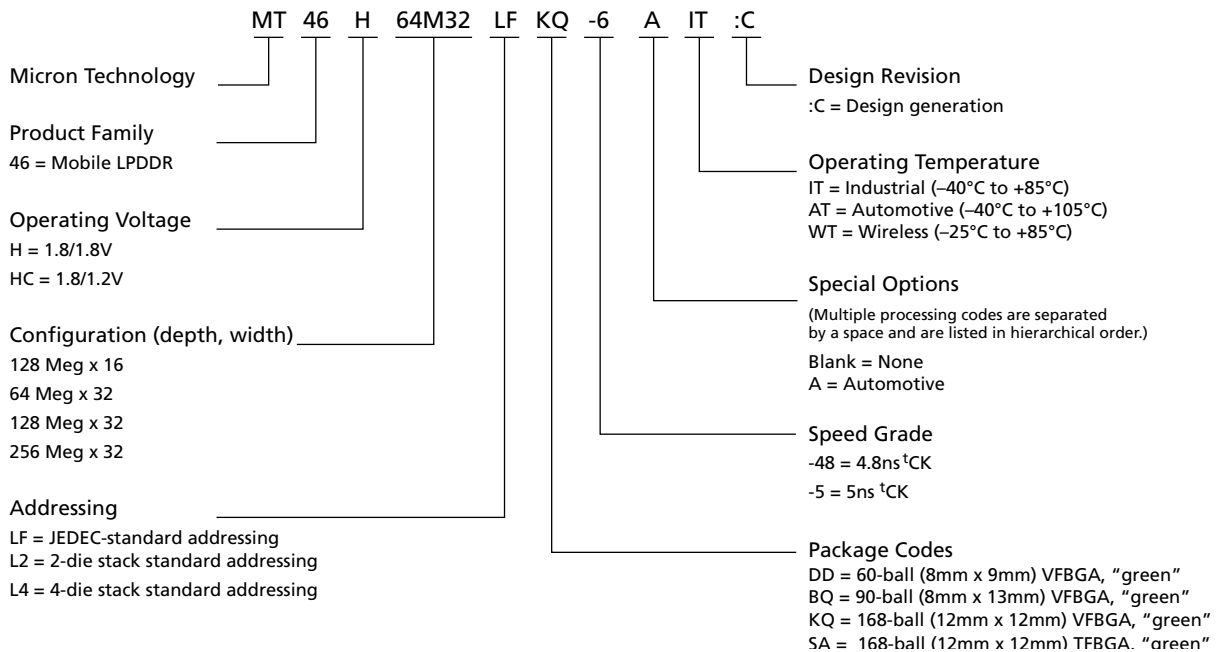 MT 46 H 64M32 LF KQ -6 A IT :C
Micron Technology
Product Family
46 = Mobile LPDDR
Operating Voltage
H = 1.8/1.8V
HC = 1.8/1.2V
Configuration (depth, width)
128 Meg x 16
64 Meg x 32
128 Meg x 32
256 Meg x 32
Addressing
LF = JEDEC-standard addressing
L2 = 2-die stack standard addressing
L4 = 4-die stack standard addressing
Design Revision
:C = Design generation
Operating Temperature
IT = Industrial (–40°C to +85°C)
AT = Automotive (–40°C to +105°C)
WT = Wireless (–25°C to +85°C)
Special Options
(Multiple processing codes are separated
by a space and are listed in hierarchical order.)
Blank = None
A = Automotive
Speed Grade
-48 = 4.8ns tCK
-5 = 5ns tCK
Package Codes
DD = 60-ball (8mm x 9mm) VFBGA, “green”
BQ = 90-ball (8mm x 13mm) VFBGA, “green”
KQ = 168-ball (12mm x 12mm) VFBGA, “green”
SA = 168-ball (12mm x 12mm) TFBGA, “green”